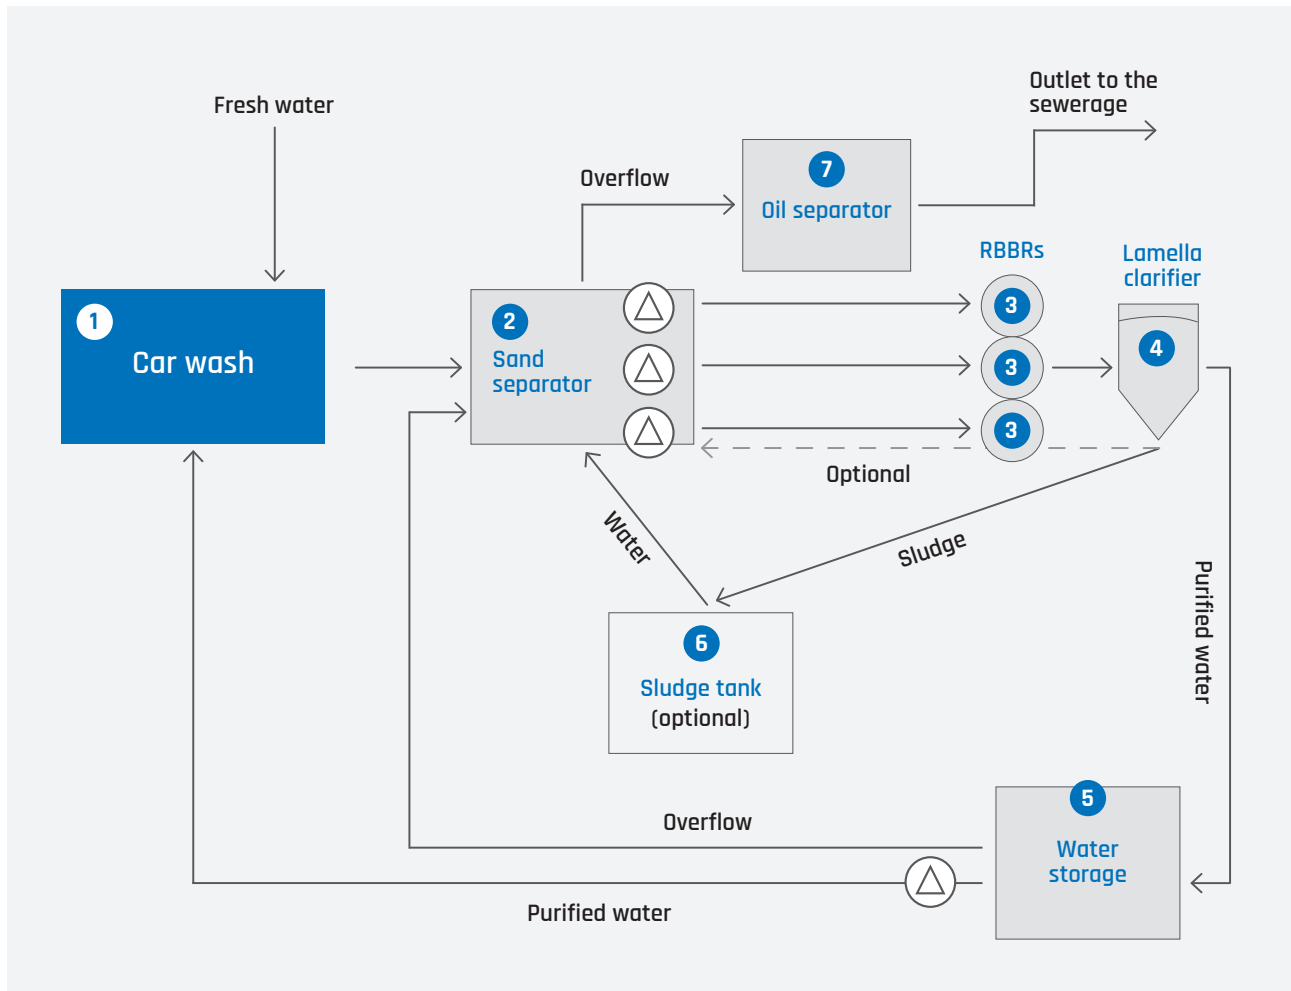 Outlet to the
sewerage
Fresh water
7
Overflow
Oil separator
RBBRs
Lamella
clarifier
1
Car wash
2
Sand
separator
3
3
3
4
Optional
Water
Sludge
Purified water
6
Sludge tank
(optional)
5
Water
storage
Overflow
Purified water